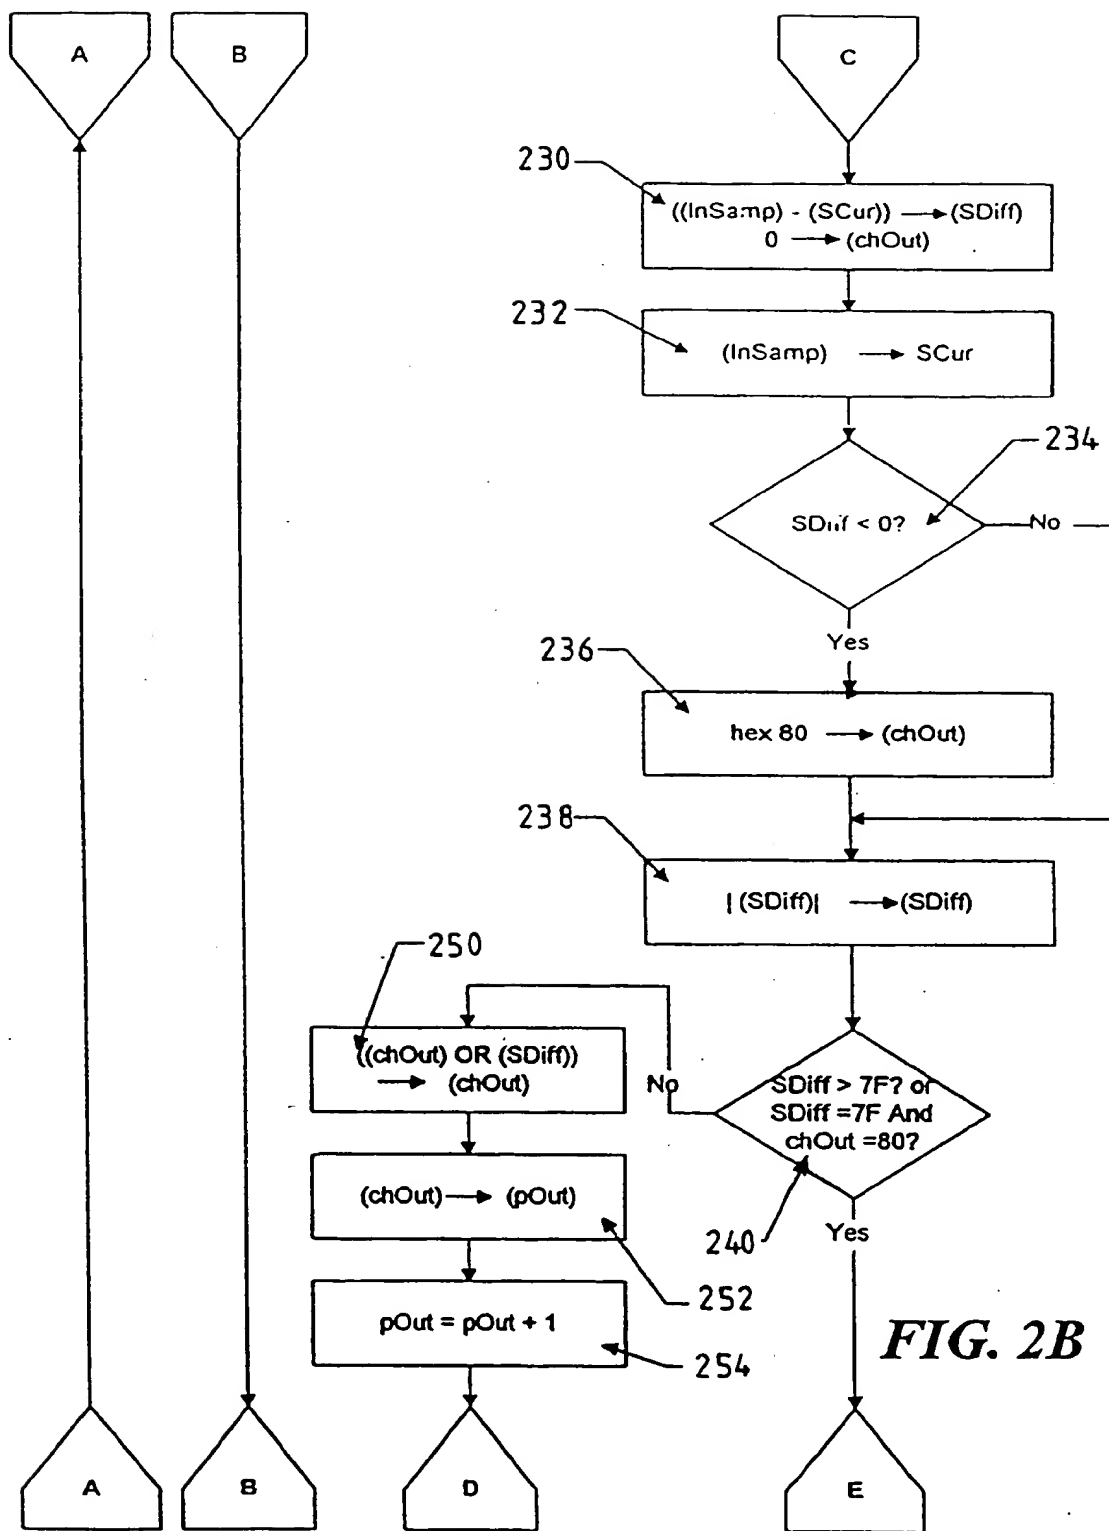 A
B
C
230
((InSamp) - (SCur)) → (SDiff)
0 → (chOut)
232
(InSamp) → SCur
234
SDiff < 0?
No
Yes
236
hex 80 → (chOut)
238
| (SDiff)| → (SDiff)
250
((chOut) OR (SDiff))
→ (chOut)
No
SDiff > 7F? or
SDiff =7F And
chOut =80?
(chOut) → (pOut)
240
Yes
252
pOut = pOut + 1
254
FIG. 2B
A
B
D
E